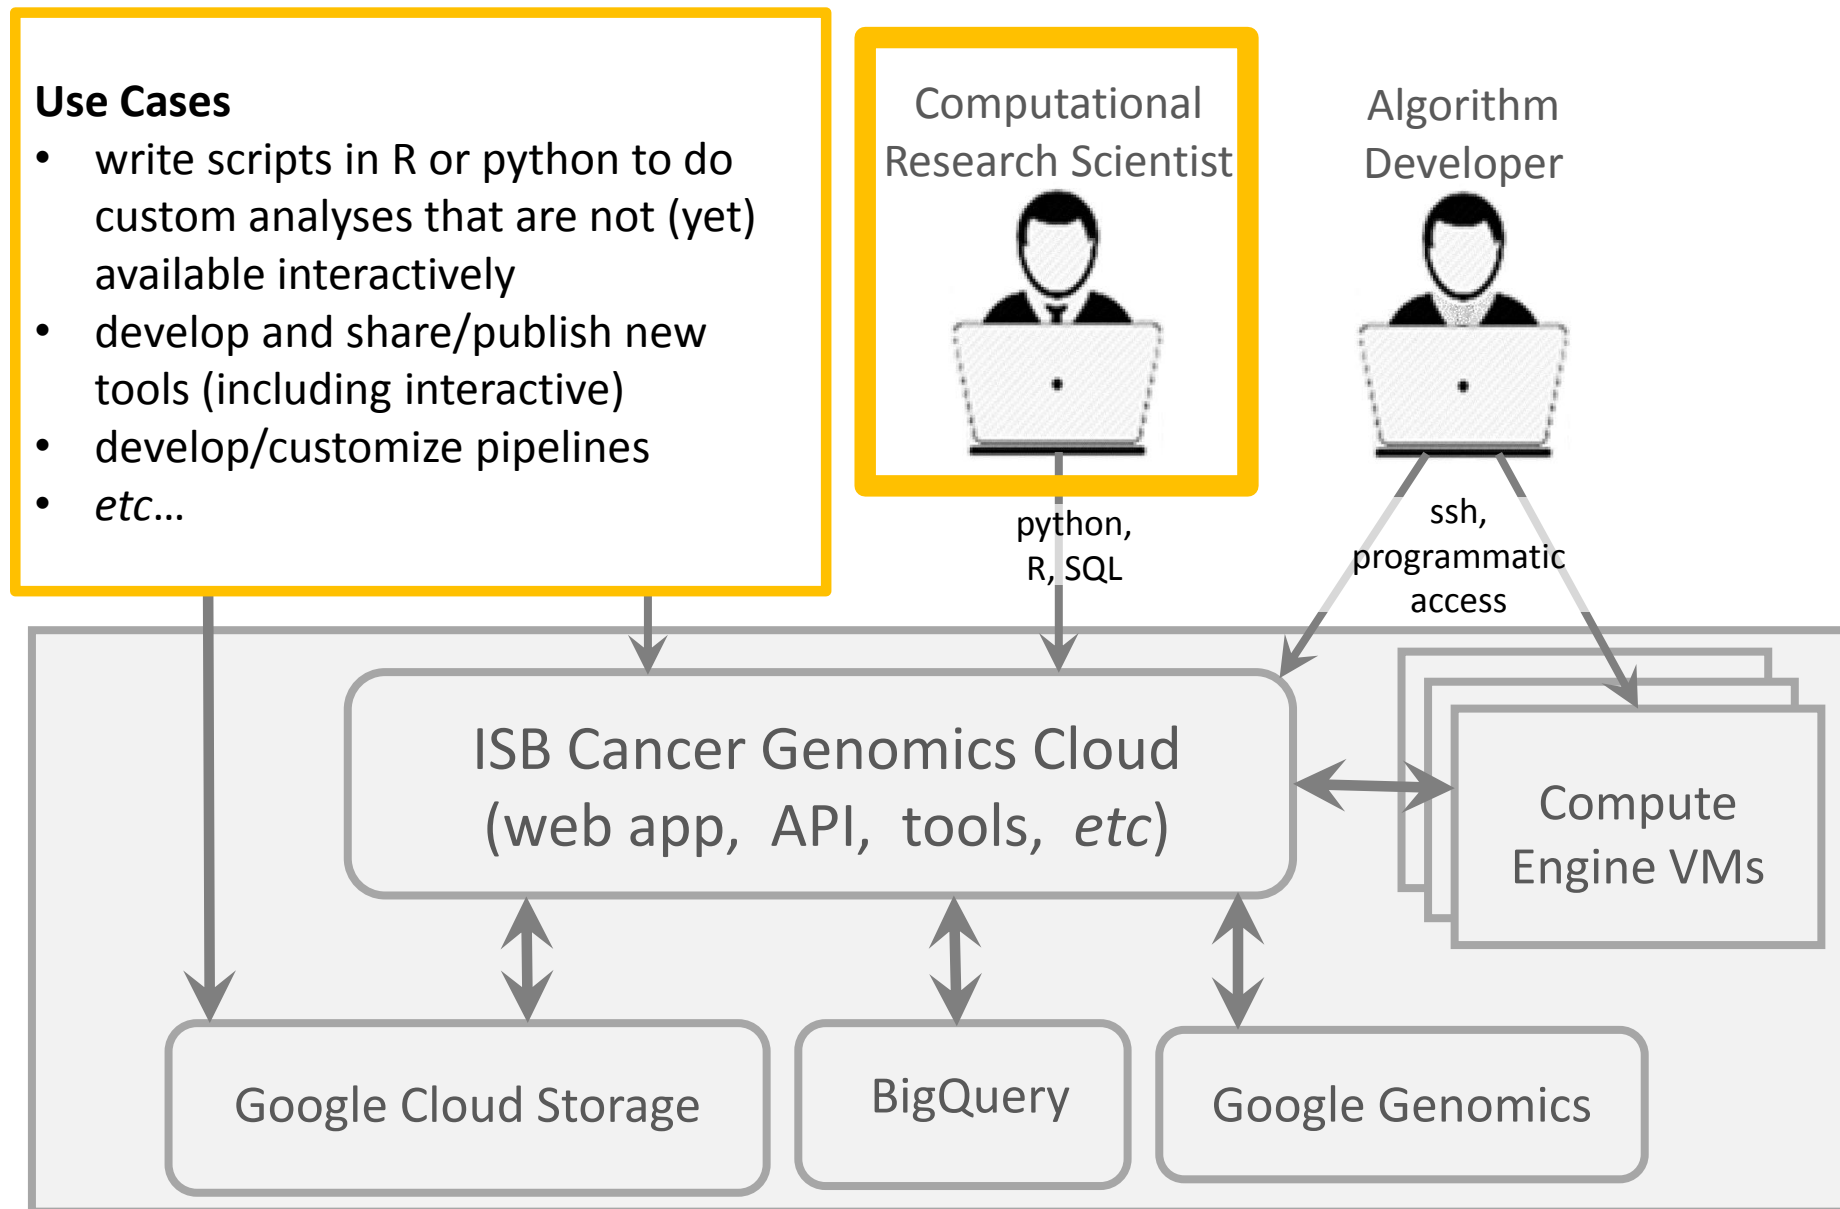 Use Cases
• write scripts in R or python to do
custom analyses that are not (yet)
available interactively
• develop and share/publish new
tools (including interactive)
• develop/customize pipelines
• etc…
Computational
Research Scientist
Algorithm
Developer
python,
R, SQL
ssh,
programmatic
access
ISB Cancer Genomics Cloud
(web app, API, tools, etc)
Compute
Engine VMs
Google Cloud Storage
BigQuery
Google Genomics